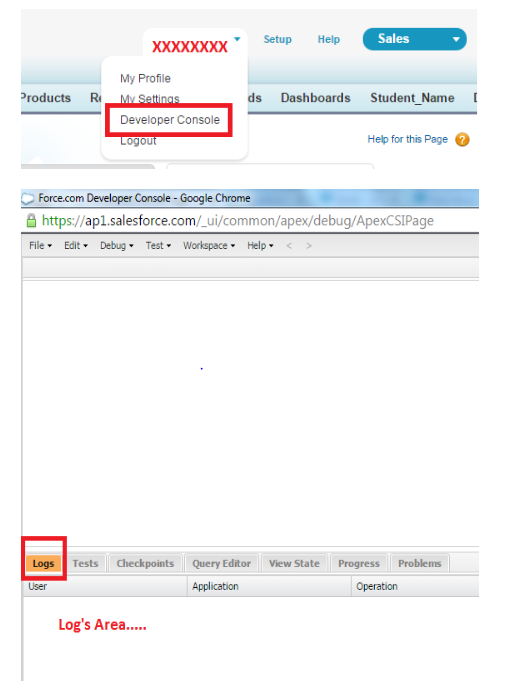 XXXXXXXX Setup Help Sales
My Profile
My Settings
Products Re ds Dashboards Student_Name
Developer Console
Logout
Help for this Page
Force.com Developer Console - Google Chrome
https://ap1.salesforce.com/_ui/common/apex/debug/ApexCSIPage
File Edit Debug Test Workspace Help < >
Logs Tests Checkpoints Query Editor View State Progress Problems
User Application Operation
Log's Area.....